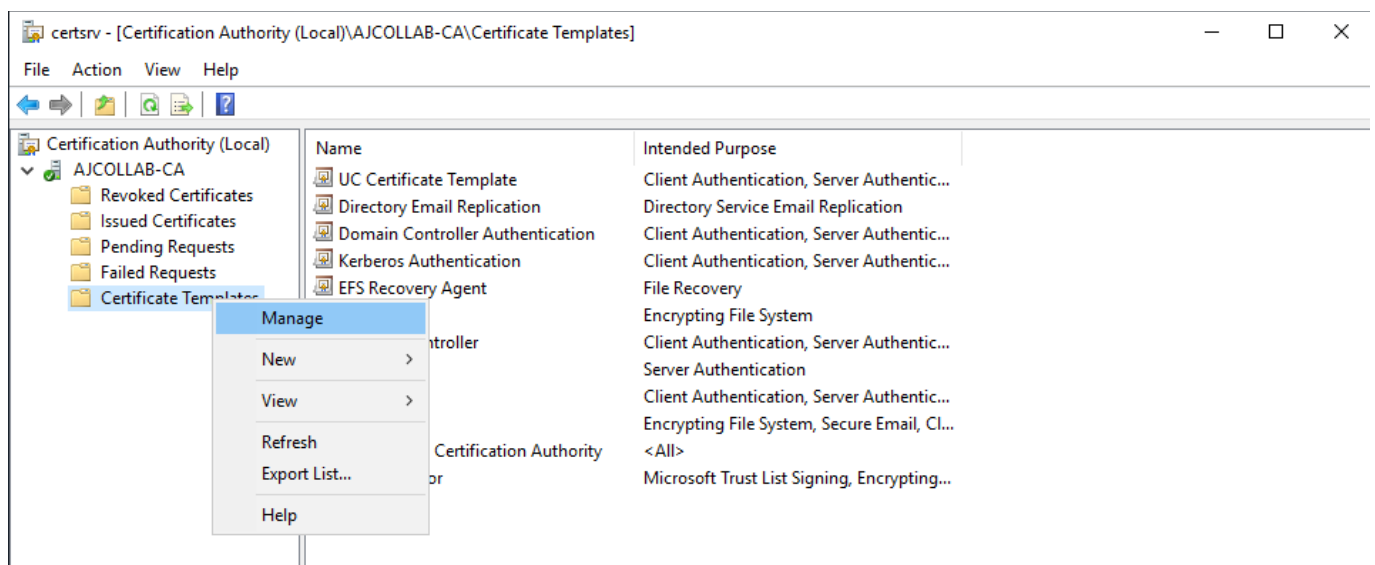 certsrv - [Certification Authority (Local)\AJCOLLAB-CA\Certificate Templates]
File Action View Help
Certification Authority (Local)
AJCOLLAB-CA
Revoked Certificates
Issued Certificates
Pending Requests
Failed Requests
Certificate Templates
Manage
New
View
Refresh
Export List...
Help
Name Intended Purpose
UC Certificate Template Client Authentication, Server Authentic...
Directory Email Replication Directory Service Email Replication
Domain Controller Authentication Client Authentication, Server Authentic...
Kerberos Authentication Client Authentication, Server Authentic...
EFS Recovery Agent File Recovery
Encrypting File System
ntroller Client Authentication, Server Authentic...
Server Authentication
Client Authentication, Server Authentic...
Encrypting File System, Secure Email, Cl...
Certification Authority <All>
or Microsoft Trust List Signing, Encrypting...